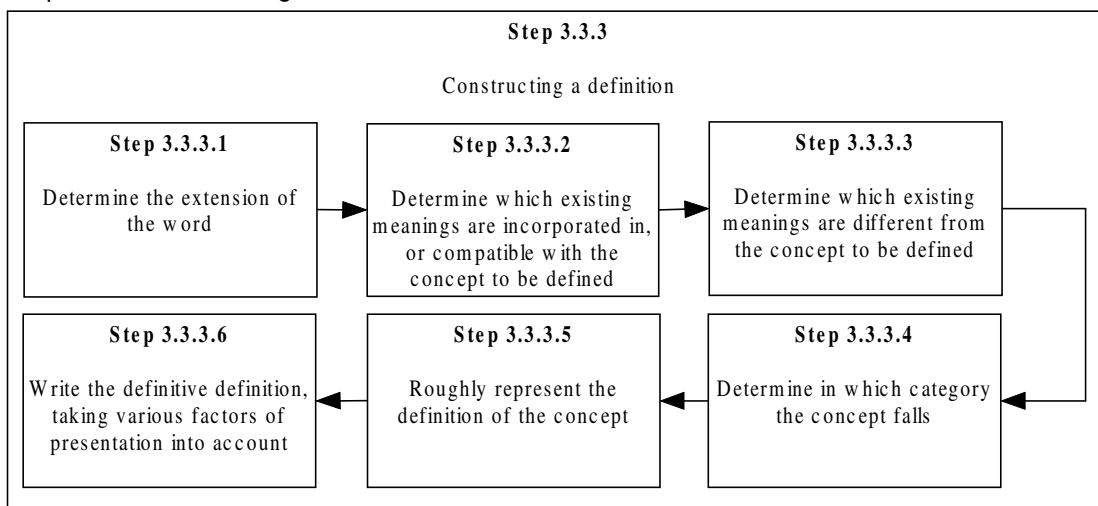 Step 3.3.3
Constructing a definition
Step 3.3.3.1
Determine the extension of
the word
Step 3.3.3.2
Determine which existing
meanings are incorporated in,
or compatible with the
concept to be defined
Step 3.3.3.3
Determine which existing
meanings are different from
the concept to be defined
Step 3.3.3.4
Determine in which category
the concept falls
Step 3.3.3.5
Roughly represent the
definition of the concept
Step 3.3.3.6
Write the definitive definition,
taking various factors of
presentation into account